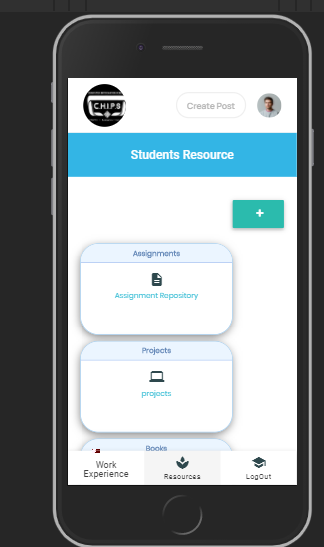 CHIPS
Create Post
Students Resource
+
Assignments
Assignment Repository
Projects
projects
Books
Work
Experience
Resources
LogOut